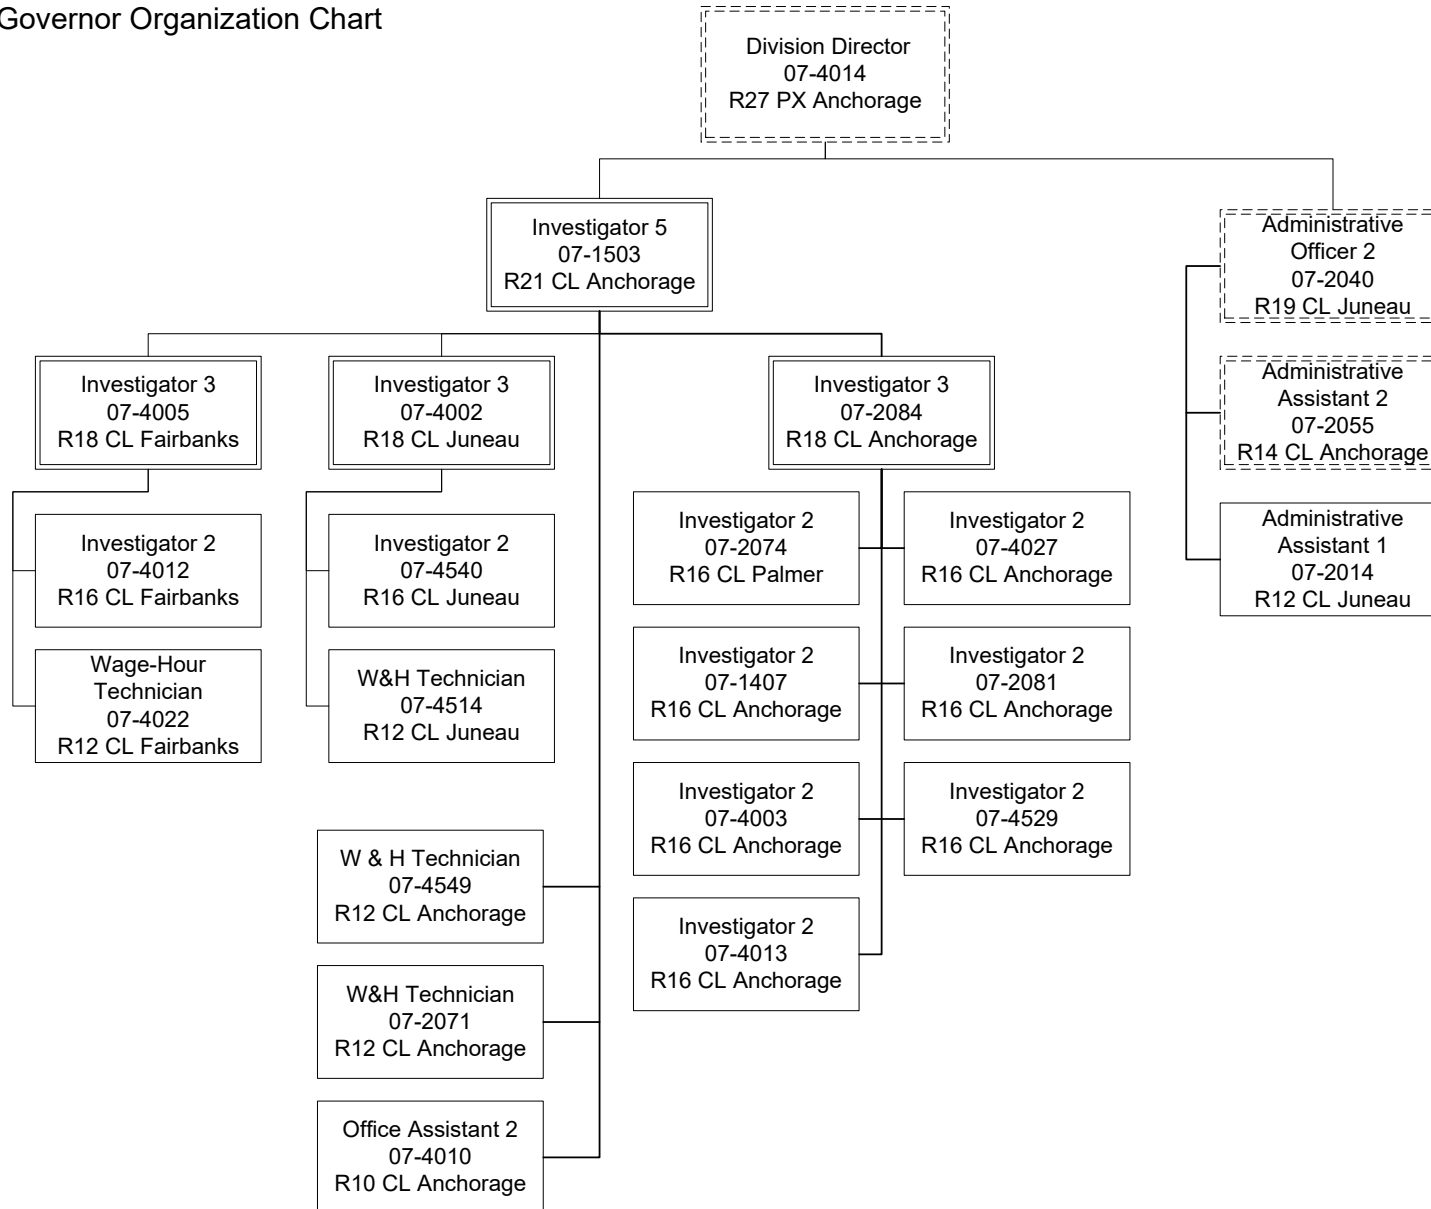 Governor Organization Chart
Division Director
07-4014
R27 PX Anchorage
Investigator 5
07-1503
R21 CL Anchorage
Administrative
Officer 2
07-2040
R19 CL Juneau
Investigator 3
07-4005
R18 CL Fairbanks
Investigator 3
07-4002
R18 CL Juneau
Investigator 3
07-2084
R18 CL Anchorage
Administrative
Assistant 2
07-2055
R14 CL Anchorage
Investigator 2
07-4012
R16 CL Fairbanks
Investigator 2
07-4540
R16 CL Juneau
Investigator 2
07-2074
R16 CL Palmer
Investigator 2
07-4027
R16 CL Anchorage
Administrative
Assistant 1
07-2014
R12 CL Juneau
Wage-Hour
Technician
07-4022
R12 CL Fairbanks
W&H Technician
07-4514
R12 CL Juneau
Investigator 2
07-1407
R16 CL Anchorage
Investigator 2
07-2081
R16 CL Anchorage
Investigator 2
07-4003
R16 CL Anchorage
Investigator 2
07-4529
R16 CL Anchorage
W & H Technician
07-4549
R12 CL Anchorage
Investigator 2
07-4013
R16 CL Anchorage
W&H Technician
07-2071
R12 CL Anchorage
Office Assistant 2
07-4010
R10 CL Anchorage